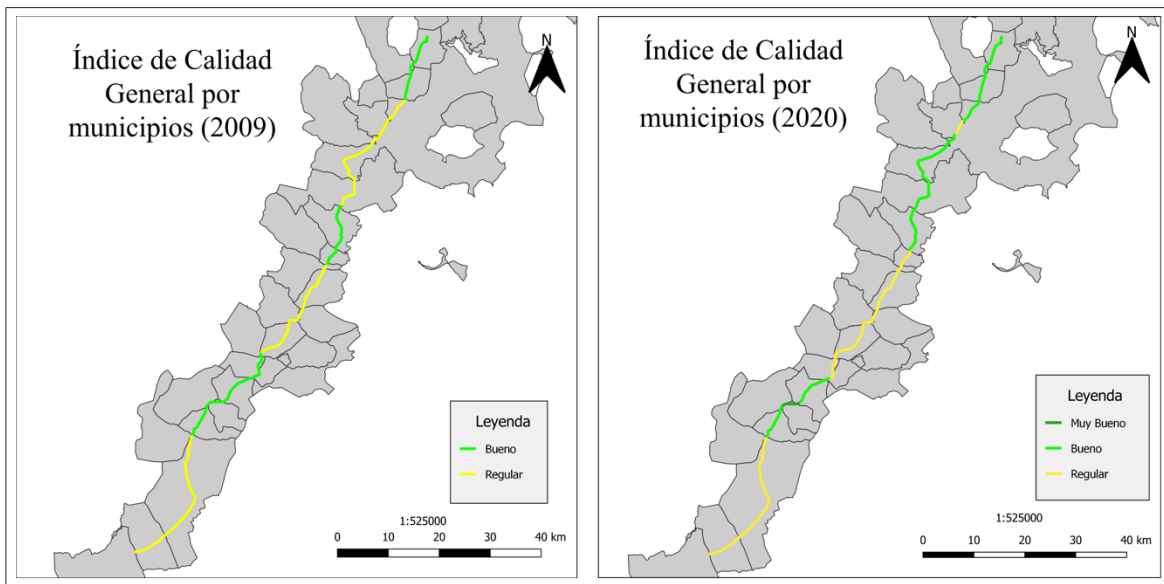 Índice de Calidad
General por
municipios (2009)
N
Leyenda
Bueno
Regular
1:525000
0 10 20 30 40 km
Índice de Calidad
General por
municipios (2020)
N
Leyenda
Muy Bueno
Bueno
Regular
1:525000
0 10 20 30 40 km